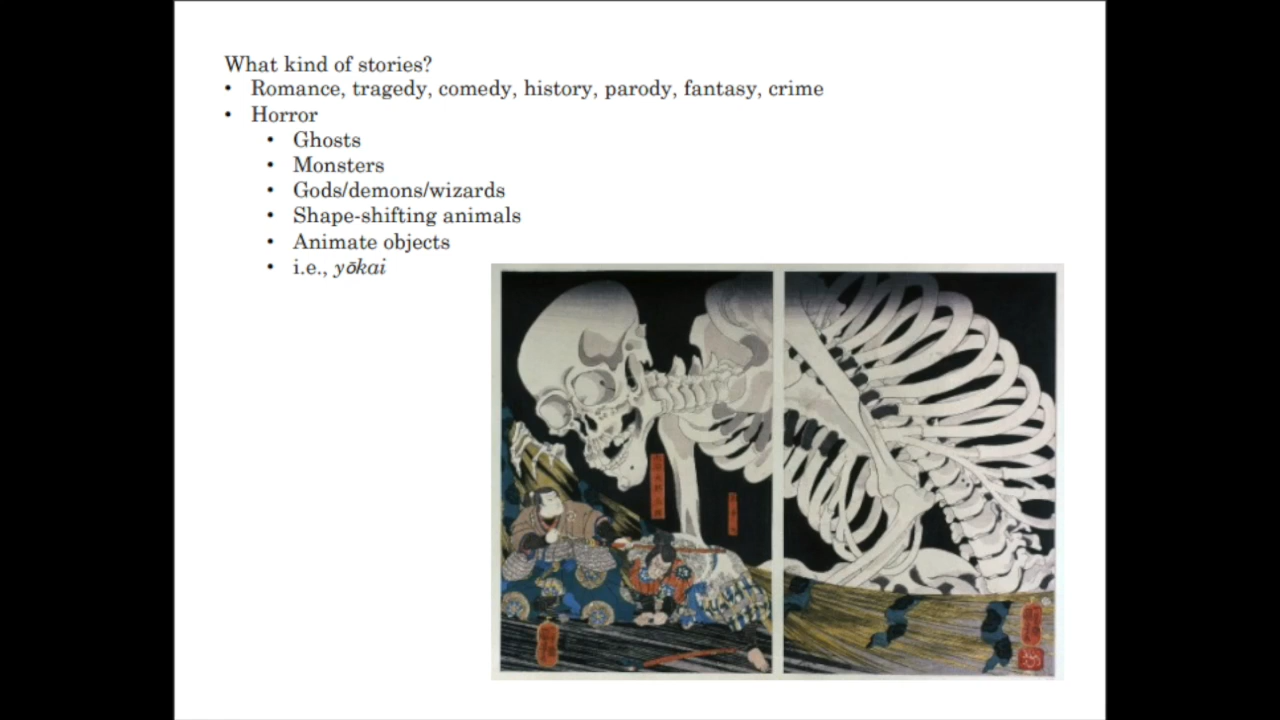 What kind of stories?
• Romance, tragedy, comedy, history, parody, fantasy, crime
• Horror
• Ghosts
• Monsters
• Gods/demons/wizards
• Shape-shifting animals
• Animate objects
• i.e., yōkai